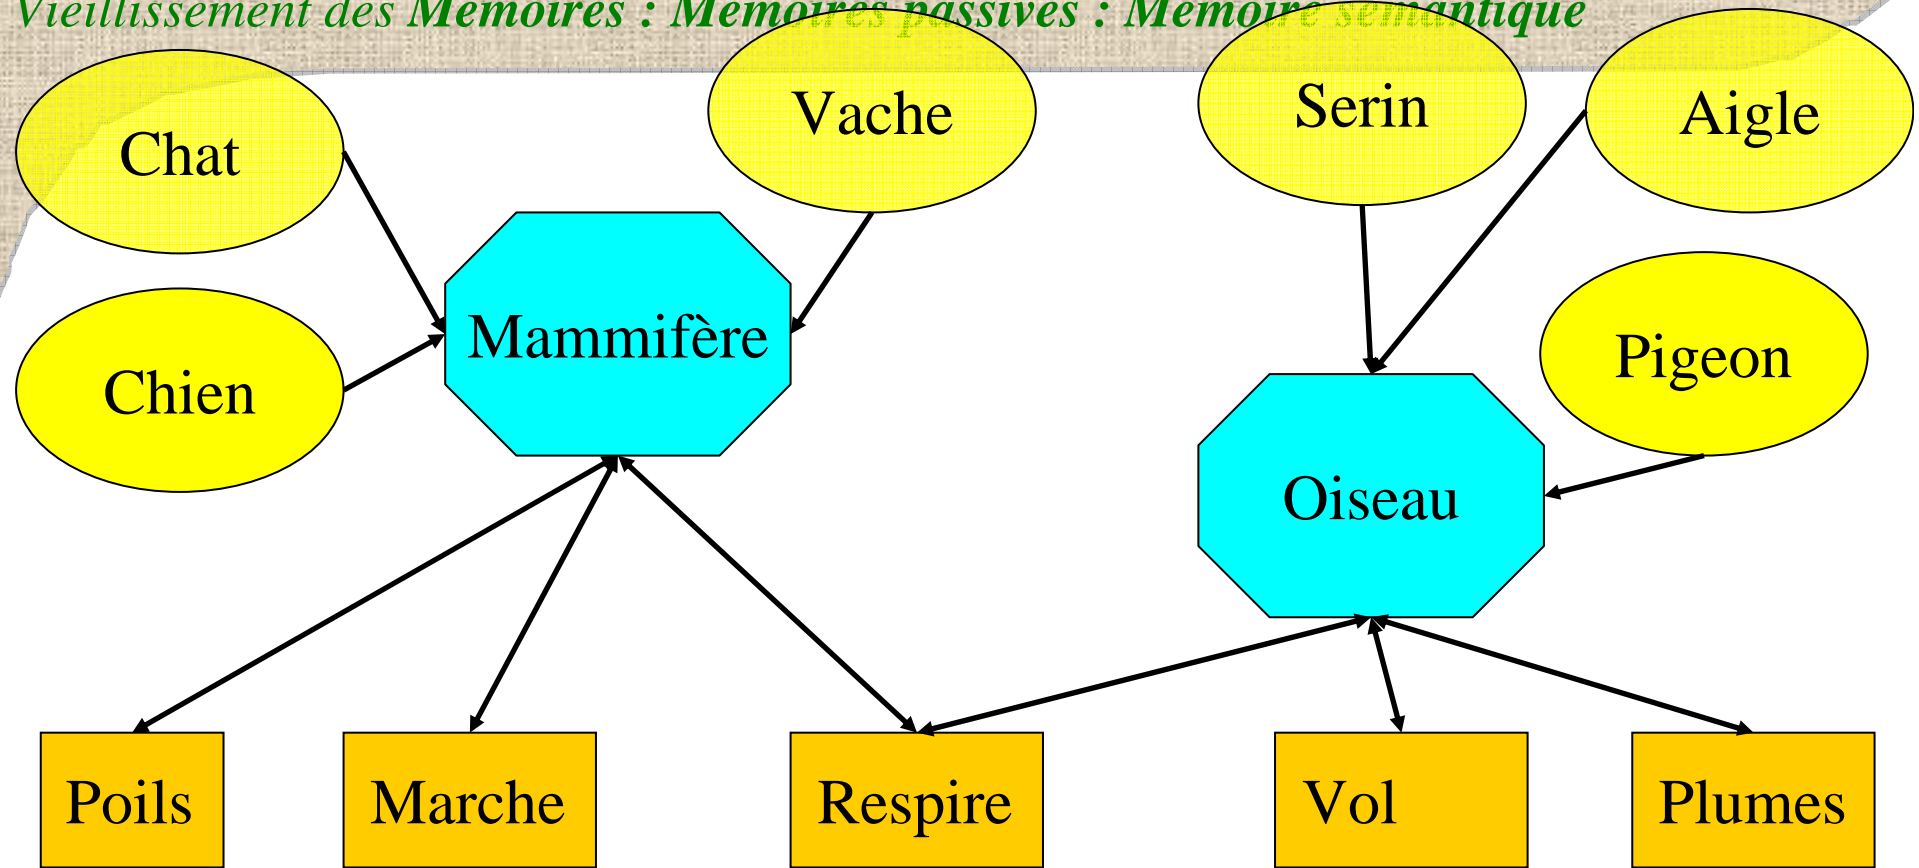 Vieillissement des Mémoires : Mémoires passives : Mémoire sémantique
Chat
Vache
Serin
Aigle
Mammifère
Chien
Pigeon
Oiseau
Poils
Marche
Respire
Vol
Plumes